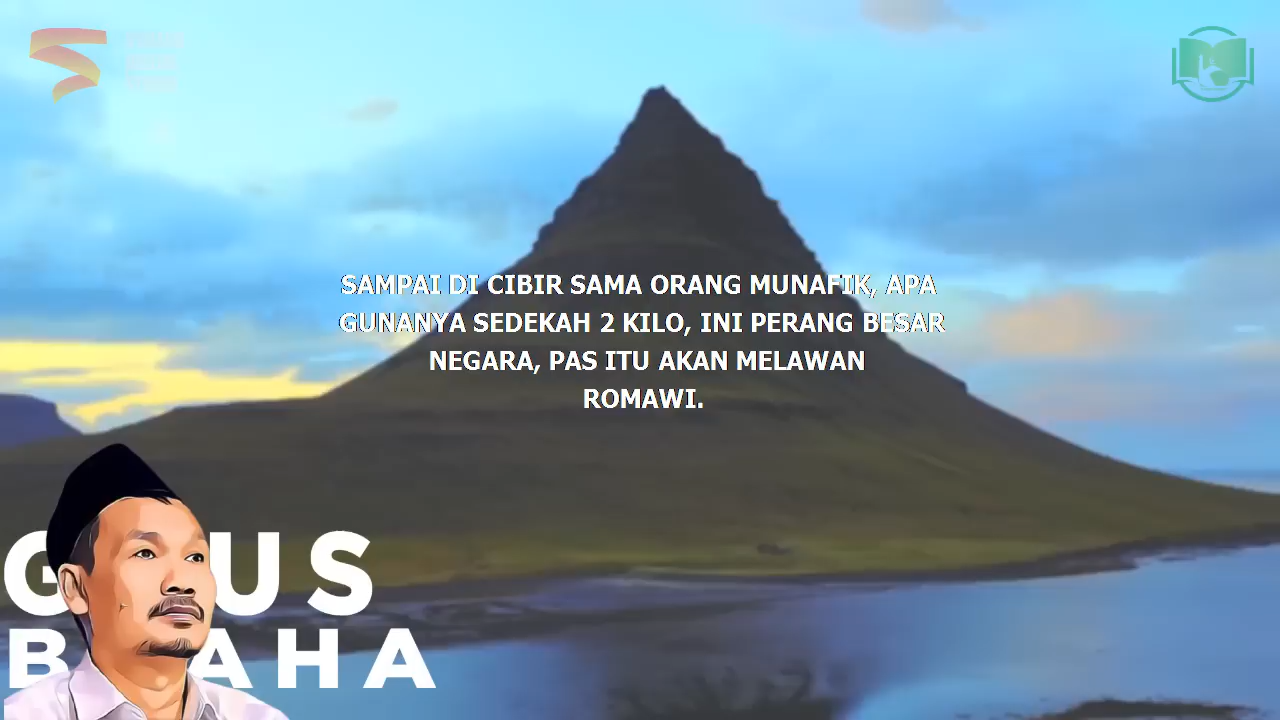 SAMPAI DI CIBIR SAMA ORANG MUNAFIK, APA
GUNANYA SEDEKAH 2 KILO, INI PERANG BESAR
NEGARA, PAS ITU AKAN MELAWAN
ROMAWI.
GUS
BAHA